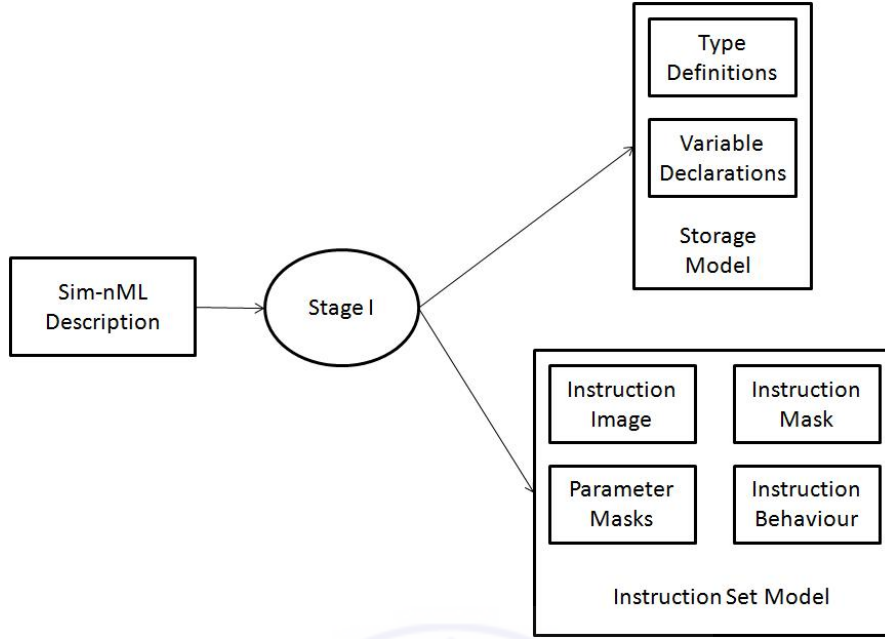 Type
Definitions
Variable
Declarations
Storage
Model
Sim-nML
Description
Stage I
Instruction
Image
Instruction
Mask
Parameter
Masks
Instruction
Behaviour
Instruction Set Model